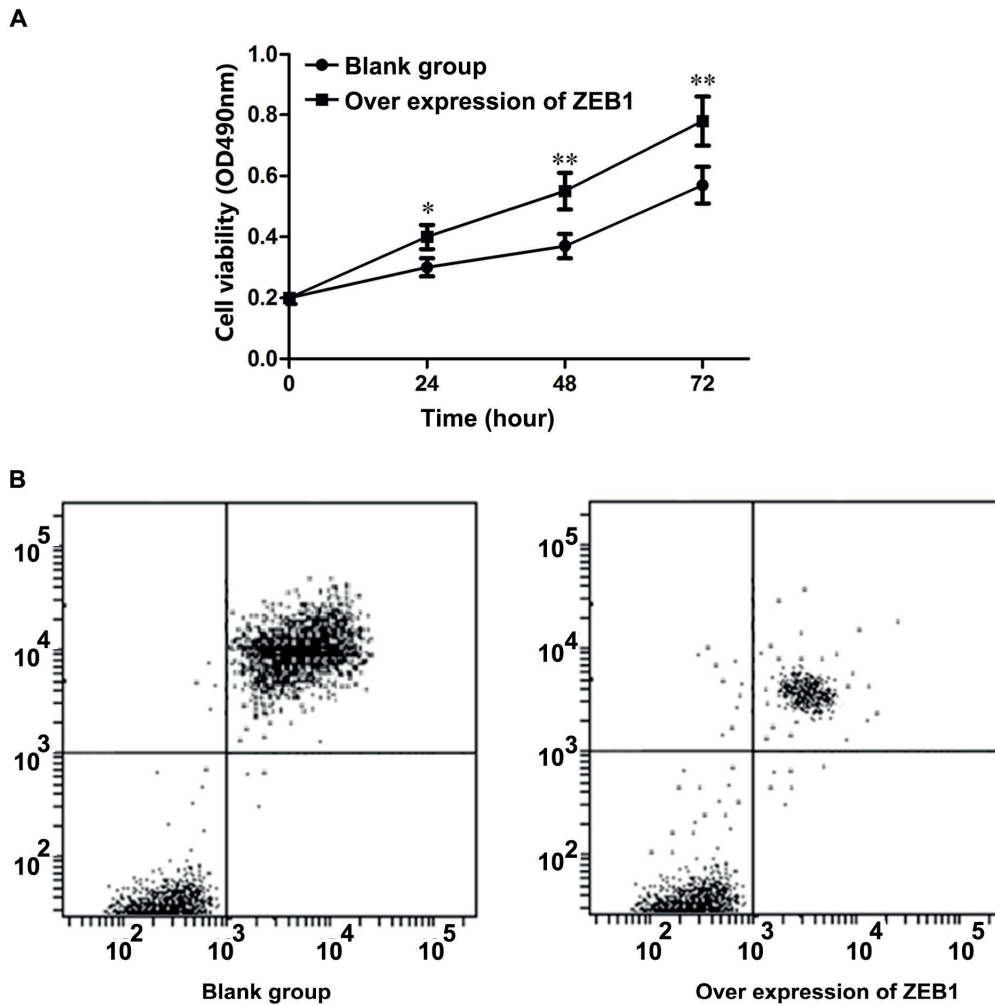 A
Cell viability (OD490nm)
1.0
0.8
0.6
0.4
0.2
0.0
Blank group
Over expression of ZEB1
*
**
**
0 24 48 72
Time (hour)
B
10^5
10^4
10^3
10^2
10^-2 10^3 10^-4 10^5
Blank group
10^5
10^4
10^3
10^2
10^2 10^3 10^4 10^5
Over expression of ZEB1